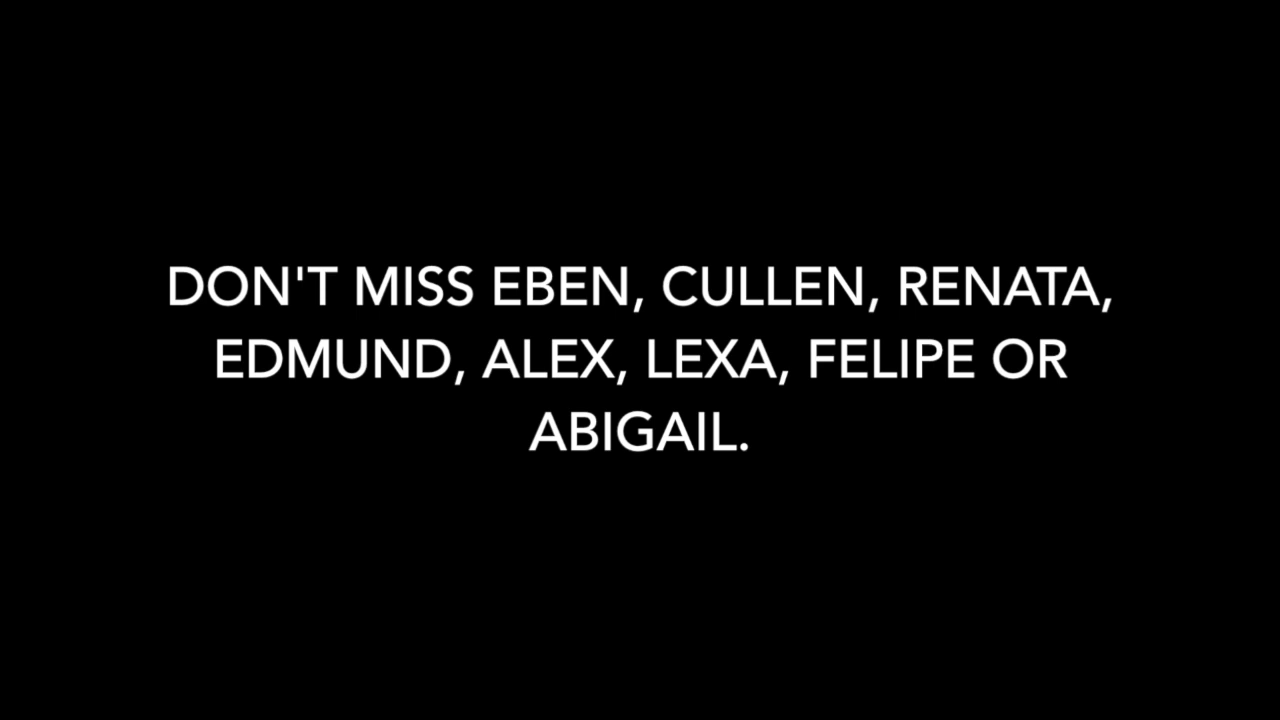 DON'T MISS EBEN, CULLEN, RENATA,
EDMUND, ALEX, LEXA, FELIPE OR
ABIGAIL.